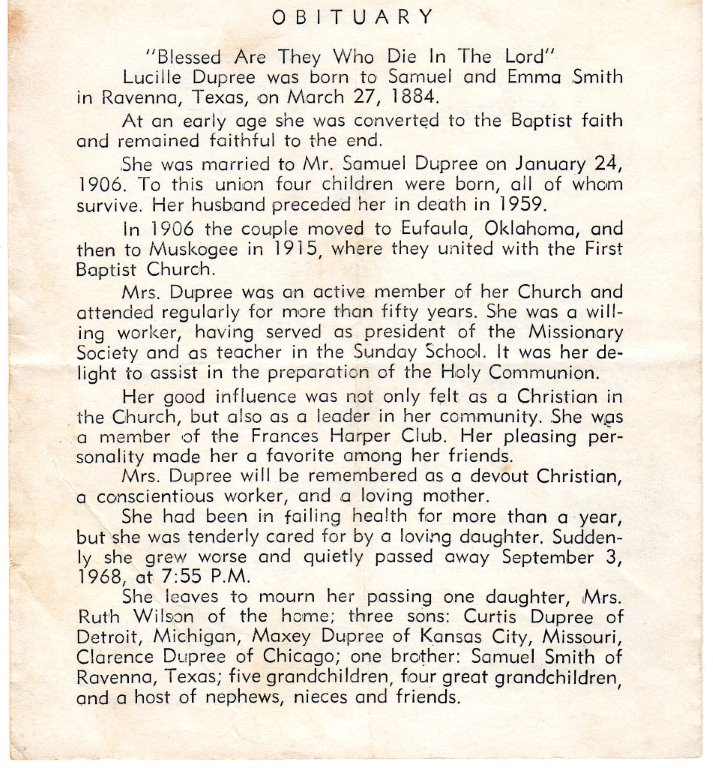 OBITUARY
"Blessed Are They Who Die In The Lord"
Lucille Dupree was born to Samuel and Emma Smith
in Ravenna, Texas, on March 27, 1884.
At an early age she was converted to the Baptist faith
and remained faithful to the end.
She was married to Mr. Samuel Dupree on January 24,
1906. To this union four children were born, all of whom
survive. Her husband preceded her in death in 1959.
In 1906 the couple moved to Eufaula, Oklahoma, and
then to Muskogee in 1915, where they united with the First
Baptist Church.
Mrs. Dupree was an active member of her Church and
attended regularly for more than fifty years. She was a will-
ing worker, having served as president of the Missionary
Society and as teacher in the Sunday School. It was her de-
light to assist in the preparation of the Holy Communion.
Her good influence was not only felt as a Christian in
the Church, but also as a leader in her community. She was
a member of the Frances Harper Club. Her pleasing per-
sonality made her a favorite among her friends.
Mrs. Dupree will be remembered as a devout Christian,
a conscientious worker, and a loving mother.
She had been in failing health for more than a year,
but she was tenderly cared for by a loving daughter. Sudden-
ly she grew worse and quietly passed away September 3,
1968, at 7:55 P.M.
She leaves to mourn her passing one daughter, Mrs.
Ruth Wilson of the home; three sons: Curtis Dupree of
Detroit, Michigan, Maxey Dupree of Kansas City, Missouri,
Clarence Dupree of Chicago; one brother: Samuel Smith of
Ravenna, Texas; five grandchildren, four great grandchildren,
and a host of nephews, nieces and friends.